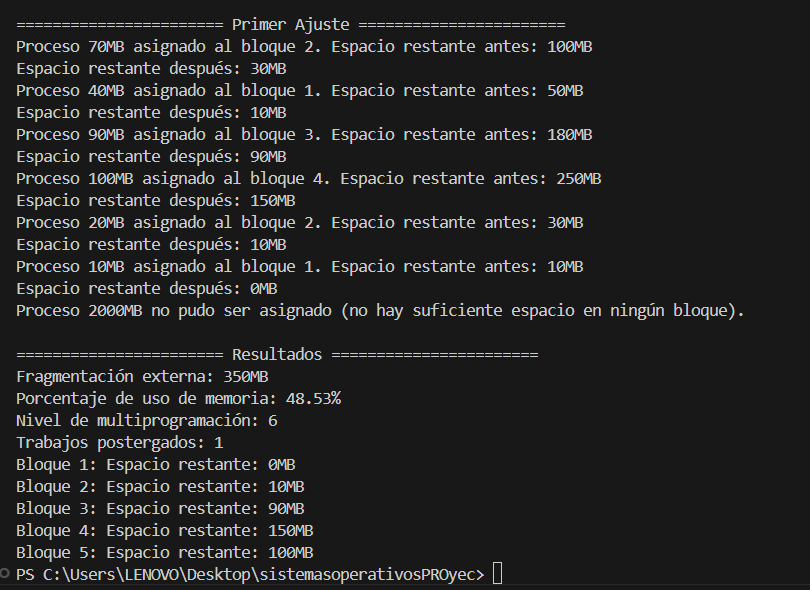 ======================= Primer Ajuste =======================
Proceso 70MB asignado al bloque 2. Espacio restante antes: 100MB
Espacio restante después: 30MB
Proceso 40MB asignado al bloque 1. Espacio restante antes: 50MB
Espacio restante después: 10MB
Proceso 90MB asignado al bloque 3. Espacio restante antes: 180MB
Espacio restante después: 90MB
Proceso 100MB asignado al bloque 4. Espacio restante antes: 250MB
Espacio restante después: 150MB
Proceso 20MB asignado al bloque 2. Espacio restante antes: 30MB
Espacio restante después: 10MB
Proceso 10MB asignado al bloque 1. Espacio restante antes: 10MB
Espacio restante después: 0MB
Proceso 2000MB no pudo ser asignado (no hay suficiente espacio en ningún bloque).

======================= Resultados =======================
Fragmentación externa: 350MB
Porcentaje de uso de memoria: 48.53%
Nivel de multiprogramación: 6
Trabajos postergados: 1
Bloque 1: Espacio restante: 0MB
Bloque 2: Espacio restante: 10MB
Bloque 3: Espacio restante: 90MB
Bloque 4: Espacio restante: 150MB
Bloque 5: Espacio restante: 100MB
PS C:\Users\LENOVO\Desktop\sistemasoperativosPROyec>